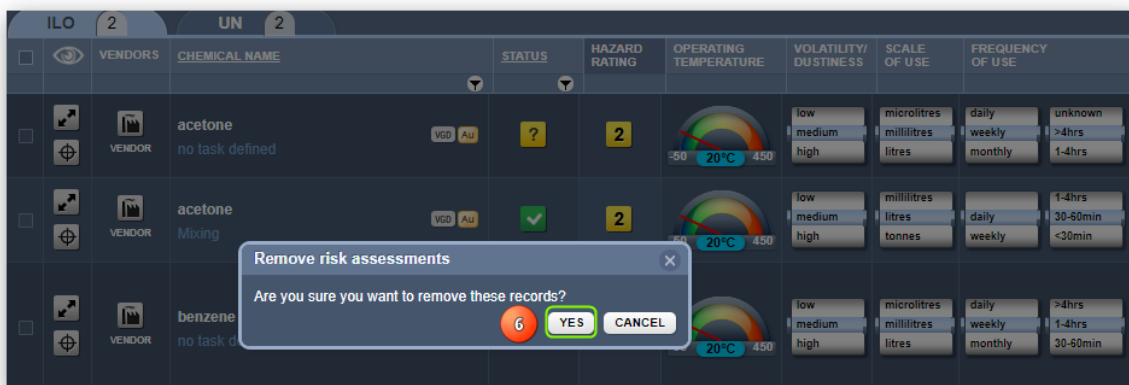 ILO 2 UN 2
VENDORS CHEMICAL NAME STATUS HAZARD RATING OPERATING TEMPERATURE VOLATILITY/ DUSTINESS SCALE OF USE FREQUENCY OF USE
acetone
no task defined
VENDOR
VGD Au
?
2
-50 20°C 450
low
medium
high
microlitres
millilitres
litres
daily
weekly
monthly
unknown
>4hrs
1-4hrs
acetone
Mixing
VENDOR
VGD Au
2
20°C 450
low
medium
high
millilitres
litres
tonnes
daily
weekly
1-4hrs
30-60min
<30min
Remove risk assessments
Are you sure you want to remove these records?
6 YES CANCEL
benzene
no task
VENDOR
20°C 450
low
medium
high
microlitres
millilitres
litres
daily
weekly
monthly
>4hrs
1-4hrs
30-60min